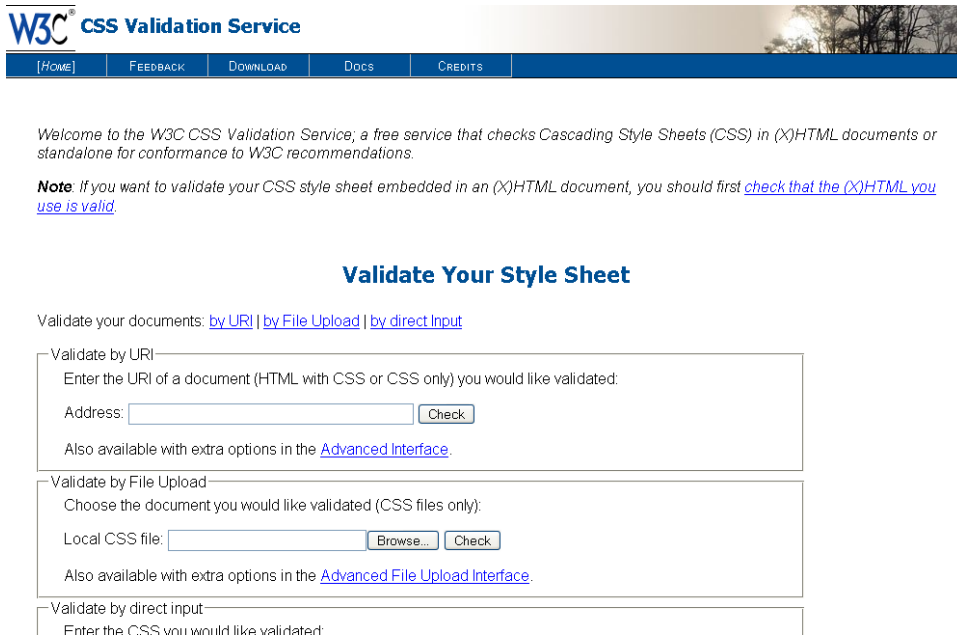 W3C® CSS Validation Service
[Home] Feedback Download Docs Credits
Welcome to the W3C CSS Validation Service; a free service that checks Cascading Style Sheets (CSS) in (X)HTML documents or
standalone for conformance to W3C recommendations.
Note: If you want to validate your CSS style sheet embedded in an (X)HTML document, you should first check that the (X)HTML you
use is valid.
Validate Your Style Sheet
Validate your documents: by URI | by File Upload | by direct Input
Validate by URI
Enter the URI of a document (HTML with CSS or CSS only) you would like validated:
Address: Check
Also available with extra options in the Advanced Interface.
Validate by File Upload
Choose the document you would like validated (CSS files only):
Local CSS file: Browse... Check
Also available with extra options in the Advanced File Upload Interface.
Validate by direct input
Enter the CSS you would like validated: